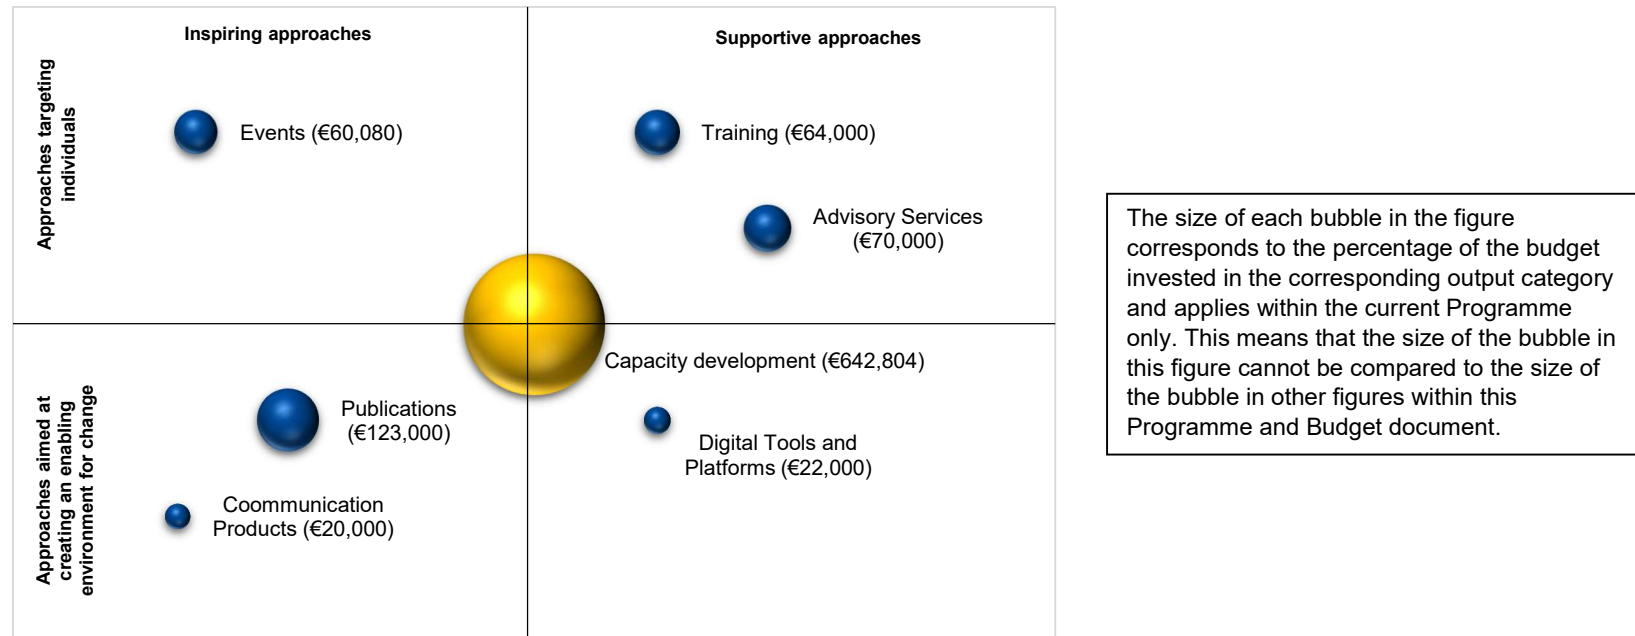 Inspiring approaches
Supportive approaches
Approaches targeting
individuals
Events (€60,080)
Training (€64,000)
Advisory Services
(€70,000)
Capacity development (€642,804)
Approaches aimed at
creating an enabling
environment for change
Publications
(€123,000)
Digital Tools and
Platforms (€22,000)
Coommunication
Products (€20,000)
The size of each bubble in the figure
corresponds to the percentage of the budget
invested in the corresponding output category
and applies within the current Programme
only. This means that the size of the bubble in
this figure cannot be compared to the size of
the bubble in other figures within this
Programme and Budget document.